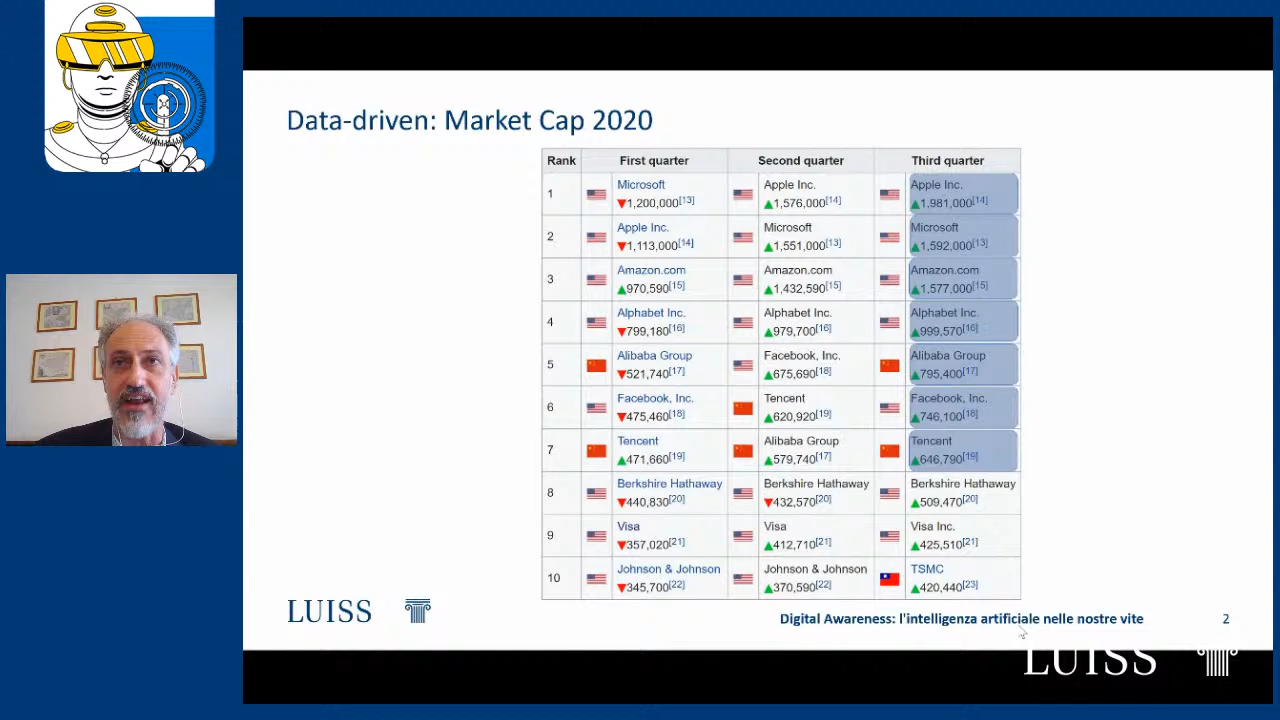 Data-driven: Market Cap 2020
Rank First quarter Second quarter Third quarter
1 Microsoft Apple Inc. Apple Inc.
▼1,200,000[13] ▲1,576,000[14] ▲1,981,000[14]
2 Apple Inc. Microsoft Microsoft
▼1,113,000[14] ▲1,551,000[13] ▲1,592,000[13]
3 Amazon.com Amazon.com Amazon.com
▲970,590[15] ▲1,432,590[15] ▲1,577,000[15]
4 Alphabet Inc. Alphabet Inc. Alphabet Inc.
▼799,180[16] ▲979,700[16] ▲999,570[16]
5 Alibaba Group Facebook, Inc. Alibaba Group
▼521,740[17] ▲675,690[18] ▲795,400[17]
6 Facebook, Inc. Tencent Facebook, Inc.
▼475,460[18] ▲620,920[19] ▲746,100[18]
7 Tencent Alibaba Group Tencent
▲471,660[19] ▲579,740[17] ▲646,790[19]
8 Berkshire Hathaway Berkshire Hathaway Berkshire Hathaway
▼440,830[20] ▼432,570[20] ▲509,470[20]
9 Visa Visa Visa Inc.
▼357,020[21] ▲412,710[21] ▲425,510[21]
10 Johnson & Johnson Johnson & Johnson TSMC
▼345,700[22] ▲370,590[22] ▲420,440[23]
LUISS
Digital Awareness: l'intelligenza artificiale nelle nostre vite 2
LUISS